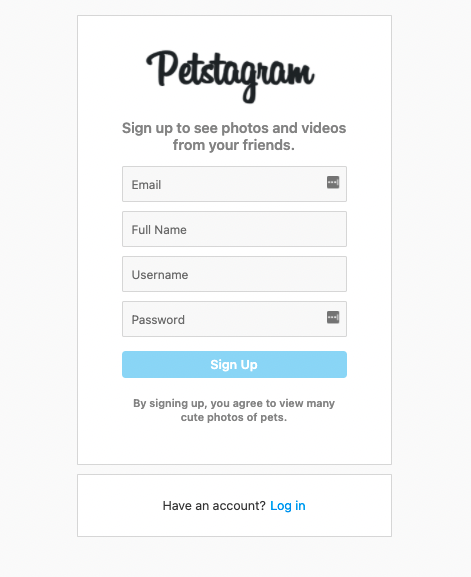 Petstagram
Sign up to see photos and videos
from your friends.
Email
Full Name
Username
Password
Sign Up
By signing up, you agree to view many
cute photos of pets.
Have an account? Log in